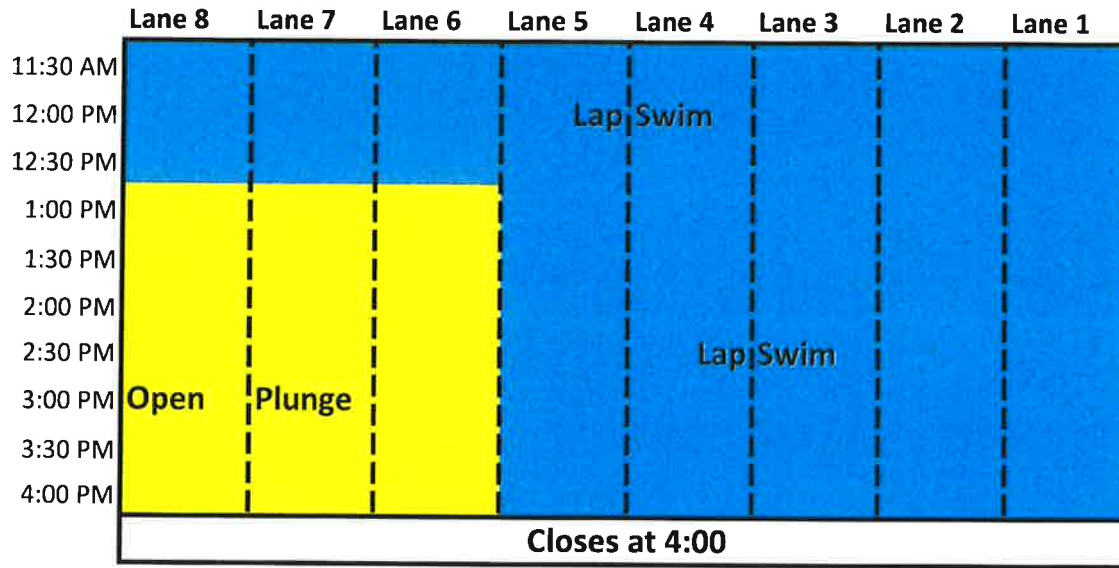 Lane 8 Lane 7 Lane 6 Lane 5 Lane 4 Lane 3 Lane 2 Lane 1
11:30 AM
12:00 PM Lap Swim
12:30 PM
1:00 PM
1:30 PM
2:00 PM
2:30 PM Lap Swim
3:00 PM Open Plunge
3:30 PM
4:00 PM
Closes at 4:00